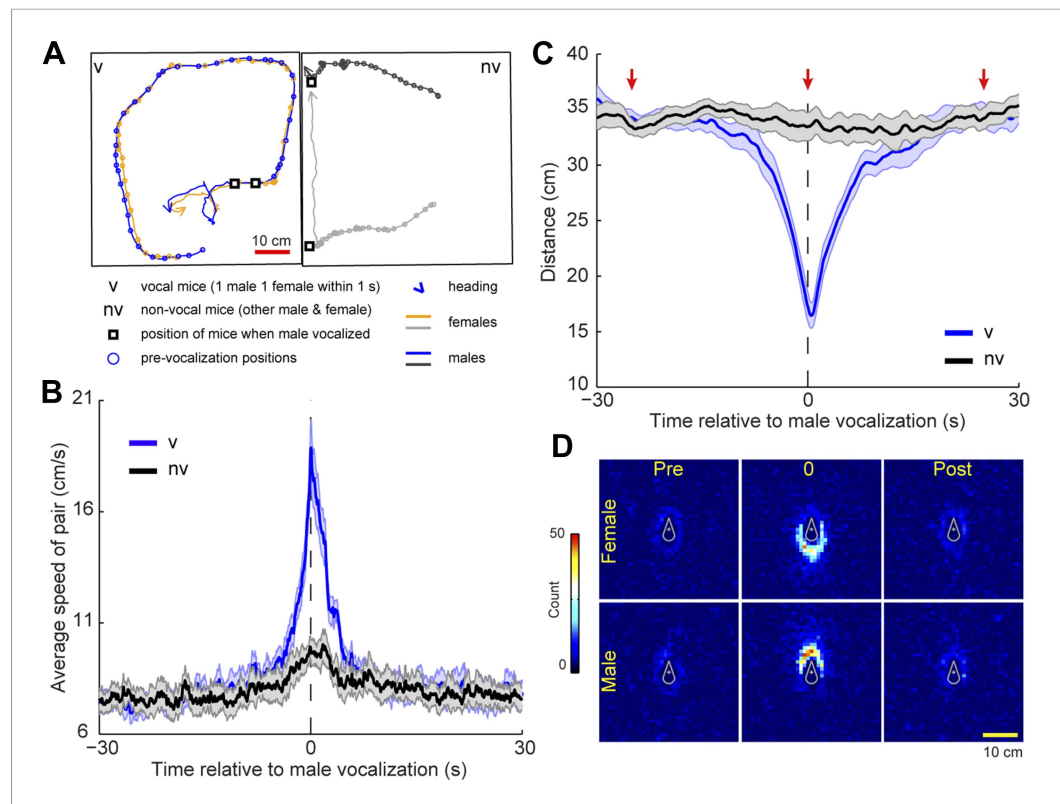 A
v
nv
10 cm
v vocal mice (1 male 1 female within 1 s)
nv non-vocal mice (other male & female)
position of mice when male vocalized
pre-vocalization positions
heading
females
males
B
21
16
11
6
−30 0 30
Average speed of pair (cm/s)
Time relative to male vocalization (s)
v
nv
C
40
35
30
25
20
15
10
−30 0 30
Distance (cm)
Time relative to male vocalization (s)
v
nv
D
Pre 0 Post
Female
Male
50
Count
0
10 cm